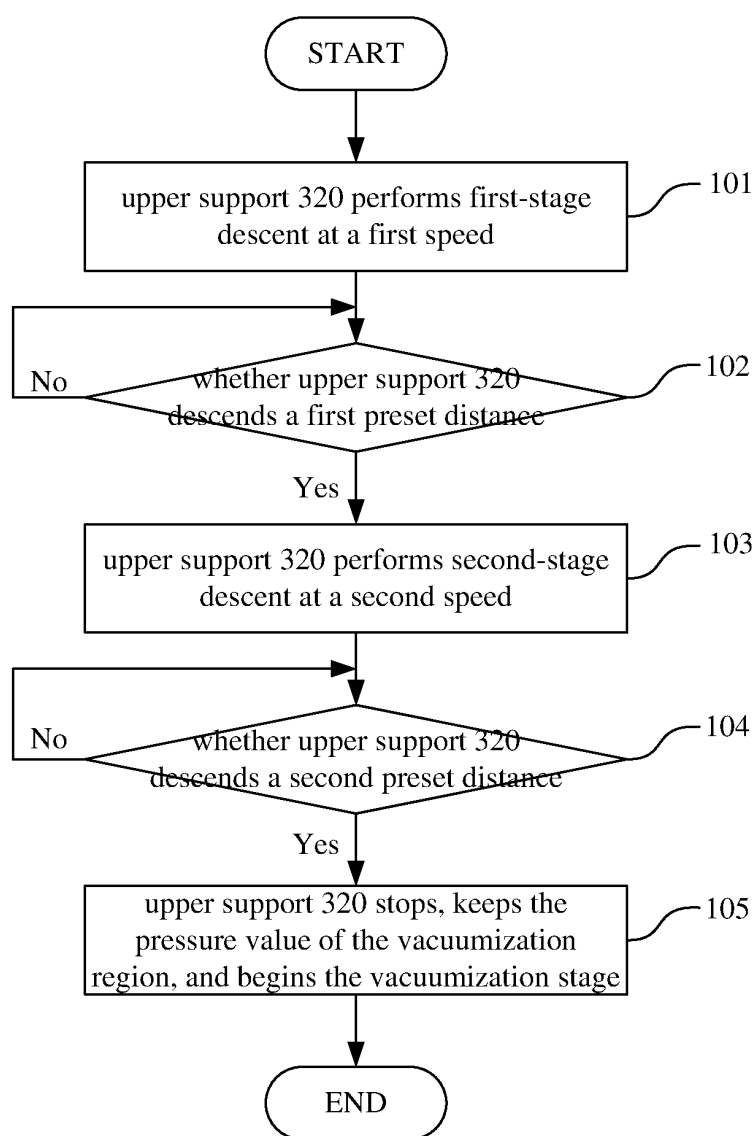 START
upper support 320 performs first-stage
descent at a first speed
101
whether upper support 320
descends a first preset distance
102
No
Yes
upper support 320 performs second-stage
descent at a second speed
103
whether upper support 320
descends a second preset distance
104
No
Yes
upper support 320 stops, keeps the
pressure value of the vacuumization
region, and begins the vacuumization stage
105
END